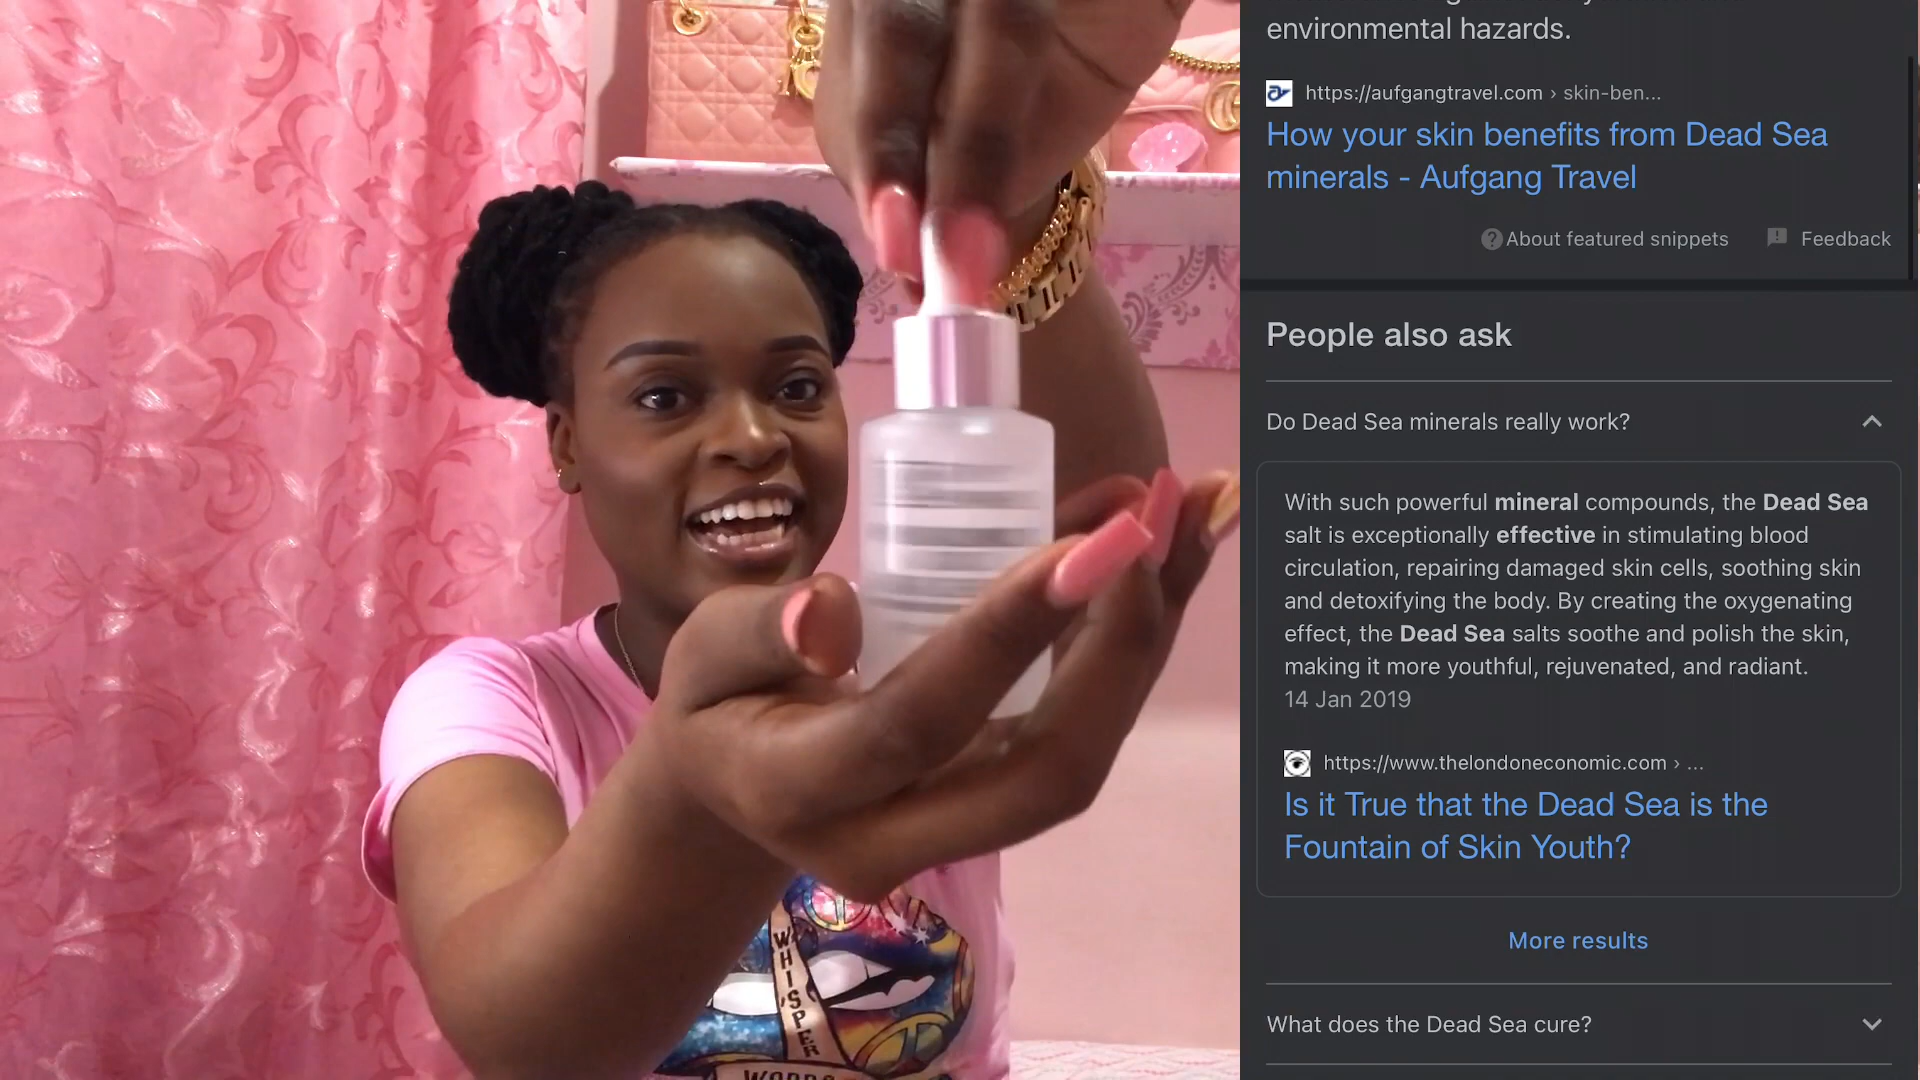 WHISPER
WORDS
environmental hazards.
https://aufgangtravel.com › skin-ben...
How your skin benefits from Dead Sea
minerals - Aufgang Travel
About featured snippets Feedback
People also ask
Do Dead Sea minerals really work?
With such powerful mineral compounds, the Dead Sea
salt is exceptionally effective in stimulating blood
circulation, repairing damaged skin cells, soothing skin
and detoxifying the body. By creating the oxygenating
effect, the Dead Sea salts soothe and polish the skin,
making it more youthful, rejuvenated, and radiant.
14 Jan 2019
https://www.thelondoneconomic.com › ...
Is it True that the Dead Sea is the
Fountain of Skin Youth?
More results
What does the Dead Sea cure?